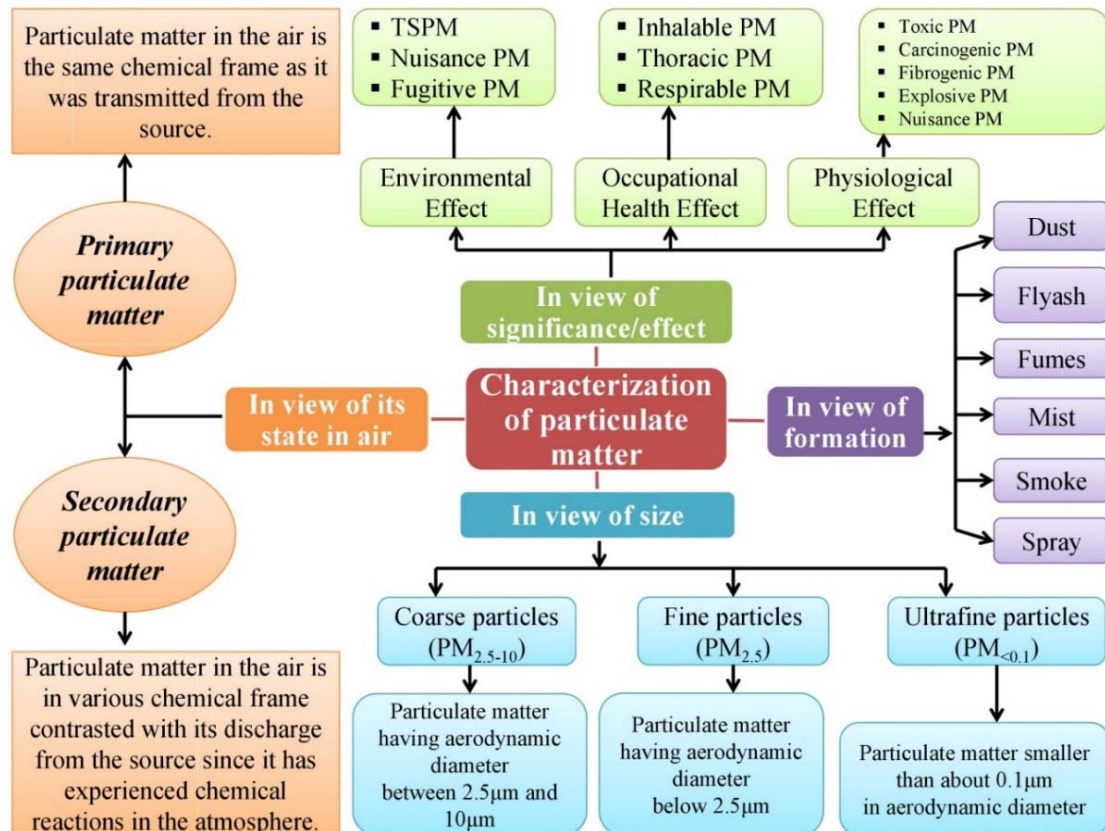 Particulate matter in the air is
the same chemical frame as it
was transmitted from the
source.
▪ TSPM
▪ Nuisance PM
▪ Fugitive PM
▪ Inhalable PM
▪ Thoracic PM
▪ Respirable PM
▪ Toxic PM
▪ Carcinogenic PM
▪ Fibrogenic PM
▪ Explosive PM
▪ Nuisance PM
Environmental
Effect
Occupational
Health Effect
Physiological
Effect
Primary
particulate
matter
In view of
significance/effect
Dust
Flyash
Fumes
Mist
Smoke
Spray
In view of its
state in air
Characterization
of particulate
matter
In view of
formation
Secondary
particulate
matter
In view of size
Coarse particles
(PM2.5-10)
Fine particles
(PM2.5)
Ultrafine particles
(PM<0.1)
Particulate matter in the air is
in various chemical frame
contrasted with its discharge
from the source since it has
experienced chemical
reactions in the atmosphere.
Particulate matter
having aerodynamic
diameter
between 2.5µm and
10µm
Particulate matter
having aerodynamic
diameter
below 2.5µm
Particulate matter smaller
than about 0.1µm
in aerodynamic diameter